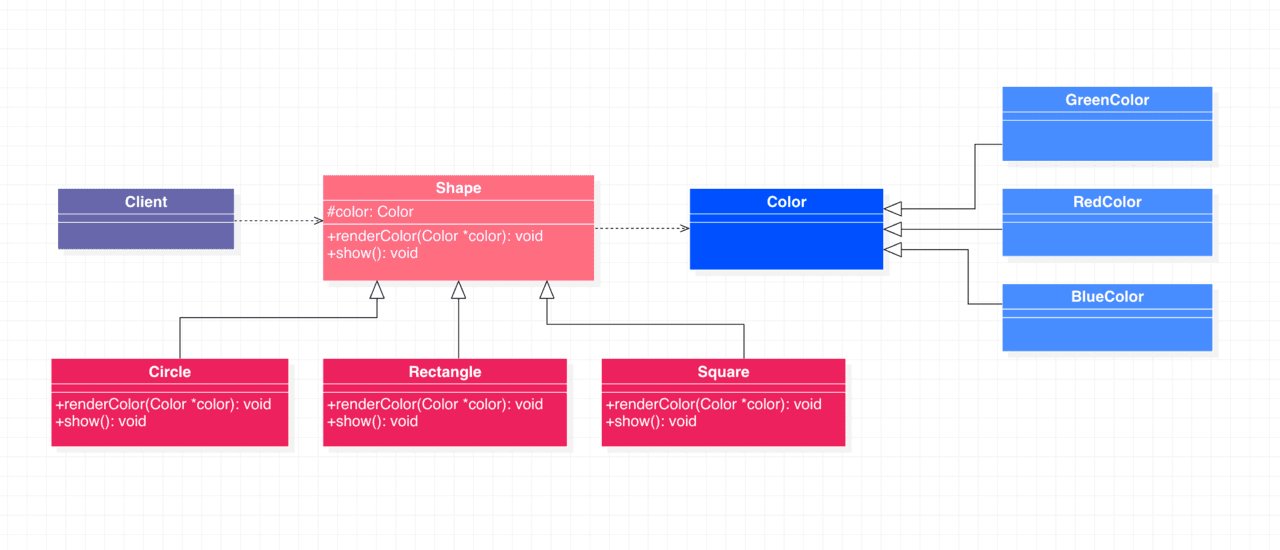 GreenColor
Shape
Client
Color
RedColor
#color: Color
+renderColor(Color *color): void
+show(): void
BlueColor
Circle
Rectangle
Square
+renderColor(Color *color): void
+show(): void
+renderColor(Color *color): void
+show(): void
+renderColor(Color *color): void
+show(): void